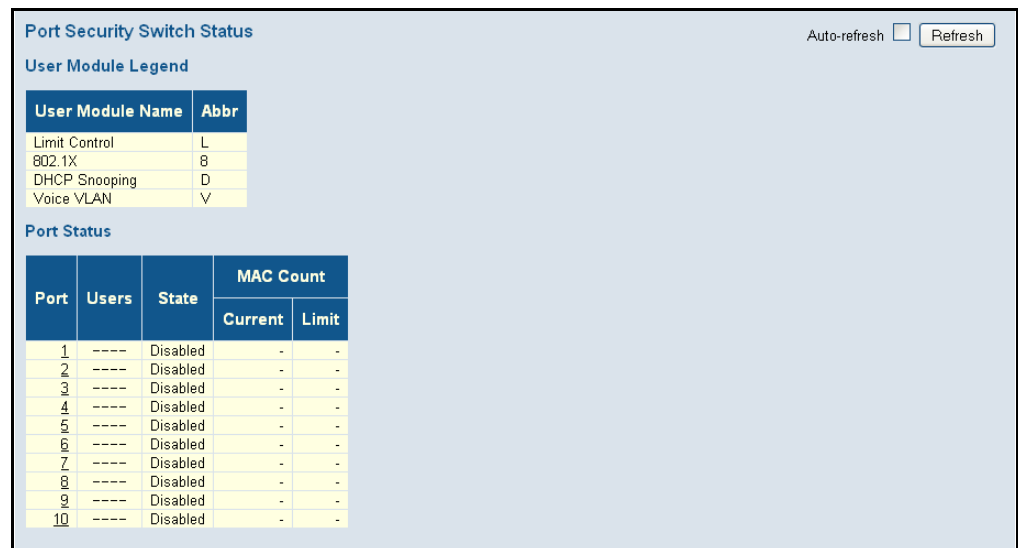 Port Security Switch Status
Auto-refresh Refresh
User Module Legend
User Module Name Abbr
Limit Control L
802.1X 8
DHCP Snooping D
Voice VLAN V
Port Status
Port Users State MAC Count
Current Limit
1 ---- Disabled - -
2 ---- Disabled - -
3 ---- Disabled - -
4 ---- Disabled - -
5 ---- Disabled - -
6 ---- Disabled - -
7 ---- Disabled - -
8 ---- Disabled - -
9 ---- Disabled - -
10 ---- Disabled - -